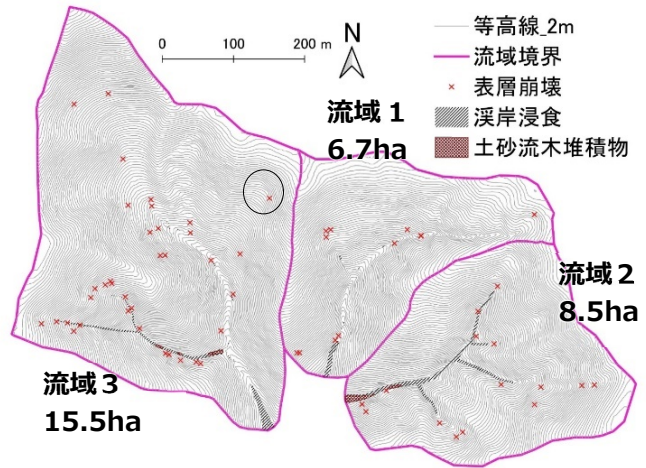 0 100 200 m
N
等高線_2m
流域境界
表層崩壊
渓岸浸食
土砂流木堆積物
流域１
6.7ha
流域２
8.5ha
流域３
15.5ha